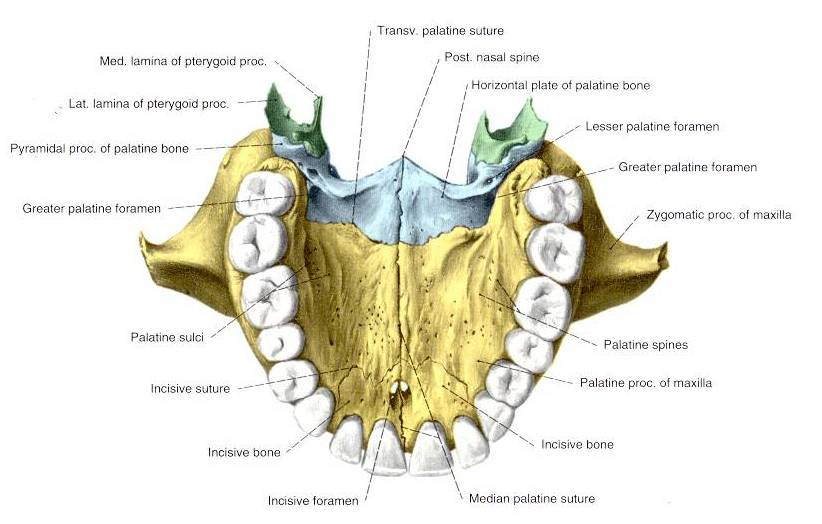 Transv. palatine suture
Post. nasal spine
Med. lamina of pterygoid proc.
Horizontal plate of palatine bone
Lat. lamina of pterygoid proc.
Lesser palatine foramen
Pyramidal proc. of palatine bone
Greater palatine foramen
Greater palatine foramen
Zygomatic proc. of maxilla
Palatine sulci
Palatine spines
Incisive suture
Palatine proc. of maxilla
Incisive bone
Incisive bone
Incisive foramen
Median palatine suture